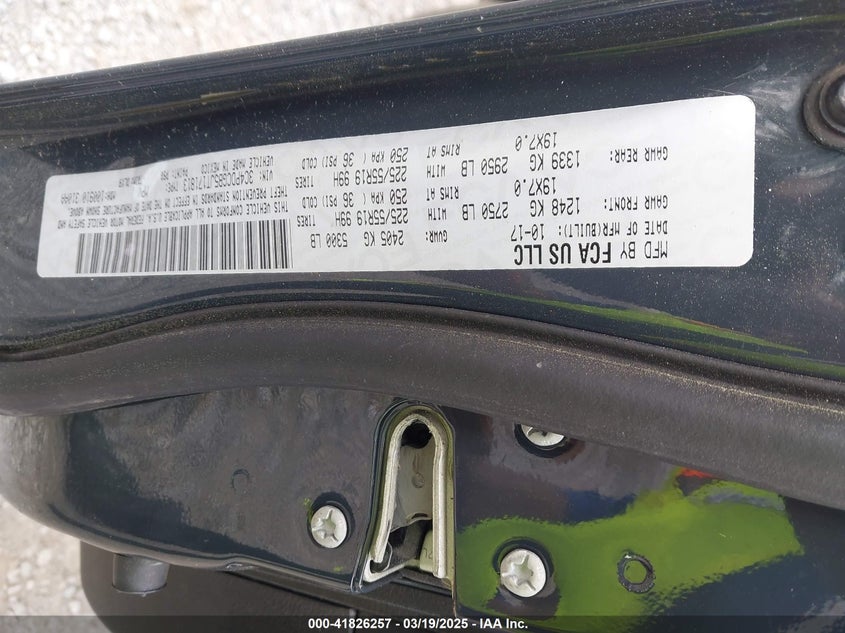 MFD BY FCA US LLC
DATE OF MFR(BUILT): 10-17 GVWR: 2405 KG 5300 LB
GAWR FRONT: 1248 KG 2750 LB WITH TIRES 225/55R19 99H
19X7.0 RIMS AT 250 KPA ( 36 PSI) COLD
GAWR REAR: 1339 KG 2950 LB WITH TIRES 225/55R19 99H
19X7.0 RIMS AT 250 KPA ( 36 PSI) COLD
THIS VEHICLE CONFORMS TO ALL APPLICABLE U.S.A. FEDERAL MOTOR VEHICLE SAFETY AND
THEFT PREVENTION STANDARDS IN EFFECT ON THE DATE OF MANUFACTURE SHOWN ABOVE.
VEHICLE MADE IN MEXICO
000-41826257 - 03/19/2025 - IAA Inc.